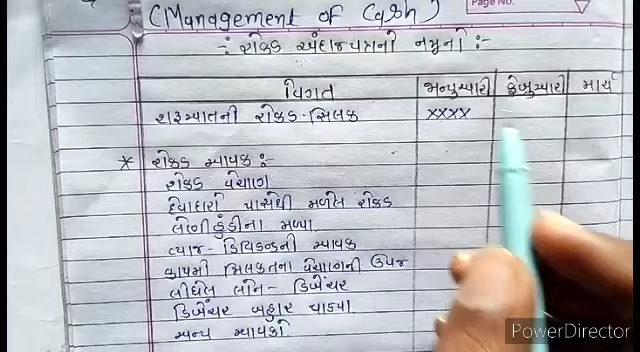 (Management of Cash)
Page No.
-: રોકડ અંદાજપત્રનો નમૂનો :-
વિગત જાન્યુઆરી ફેબ્રુઆરી માર્ચ
શરૂઆતની રોકડ સિલક XXXX
* રોકડ આવક :-
રોકડ વેચાણ
દેવાદારો પાસેથી મળેલ રોકડ
લેણીહૂંડીના મળ્યા
વ્યાજ - ડિવિડન્ડની આવક
કાયમી મિલકતના વેચાણની ઉપજ
લીધેલ લોન - ડિબેંચર
ડિબેંચર બહાર પાડ્યા
અન્ય આવકો
PowerDirector